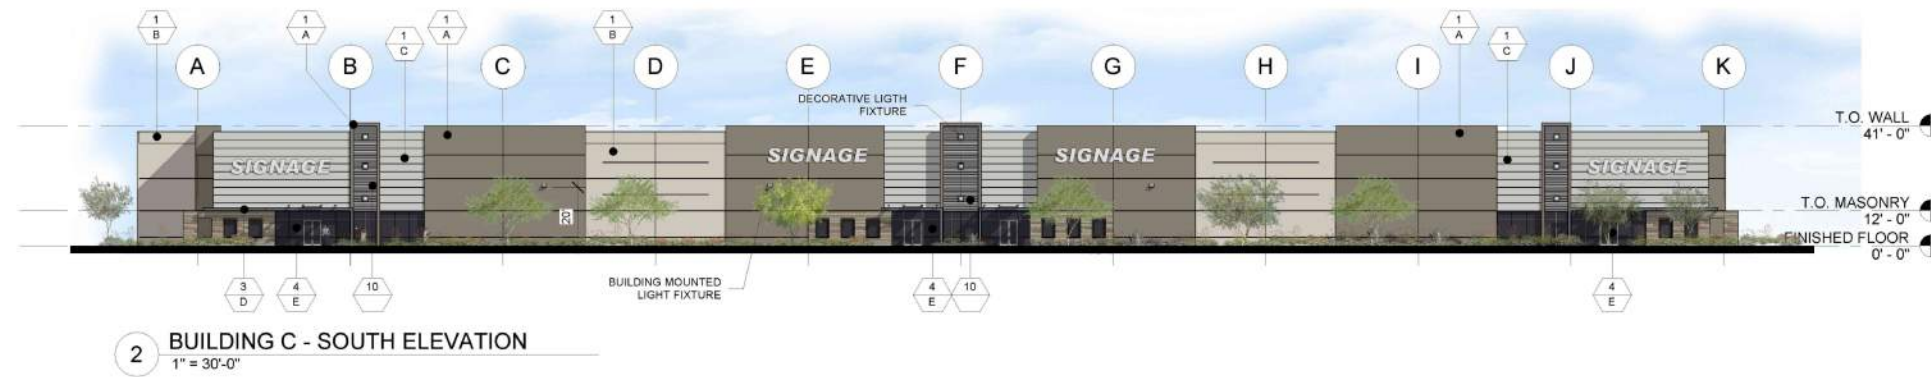 1
B
1
A
1
C
1
A
1
B
1
A
1
C
A
B
C
D
E
F
G
H
I
J
K
DECORATIVE LIGTH
FIXTURE
T.O. WALL
41' - 0"
SIGNAGE
SIGNAGE
SIGNAGE
SIGNAGE
20'
T.O. MASONRY
12' - 0"
FINISHED FLOOR
0' - 0"
BUILDING MOUNTED
LIGHT FIXTURE
3
D
4
E
10
4
E
10
4
E
2
BUILDING C - SOUTH ELEVATION
1" = 30'-0"